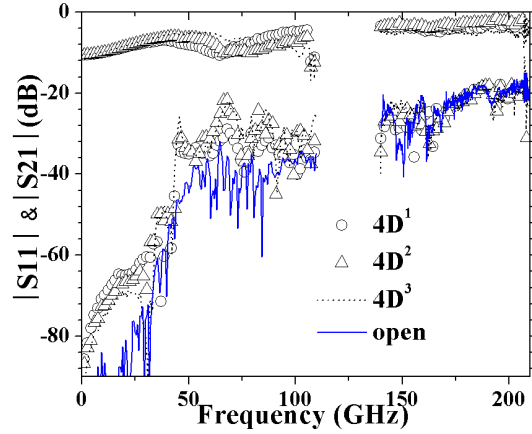 0
-20
-40
-60
-80
|S11| & |S21| (dB)
4D¹
4D²
4D³
open
0 50 100 150 200
Frequency (GHz)